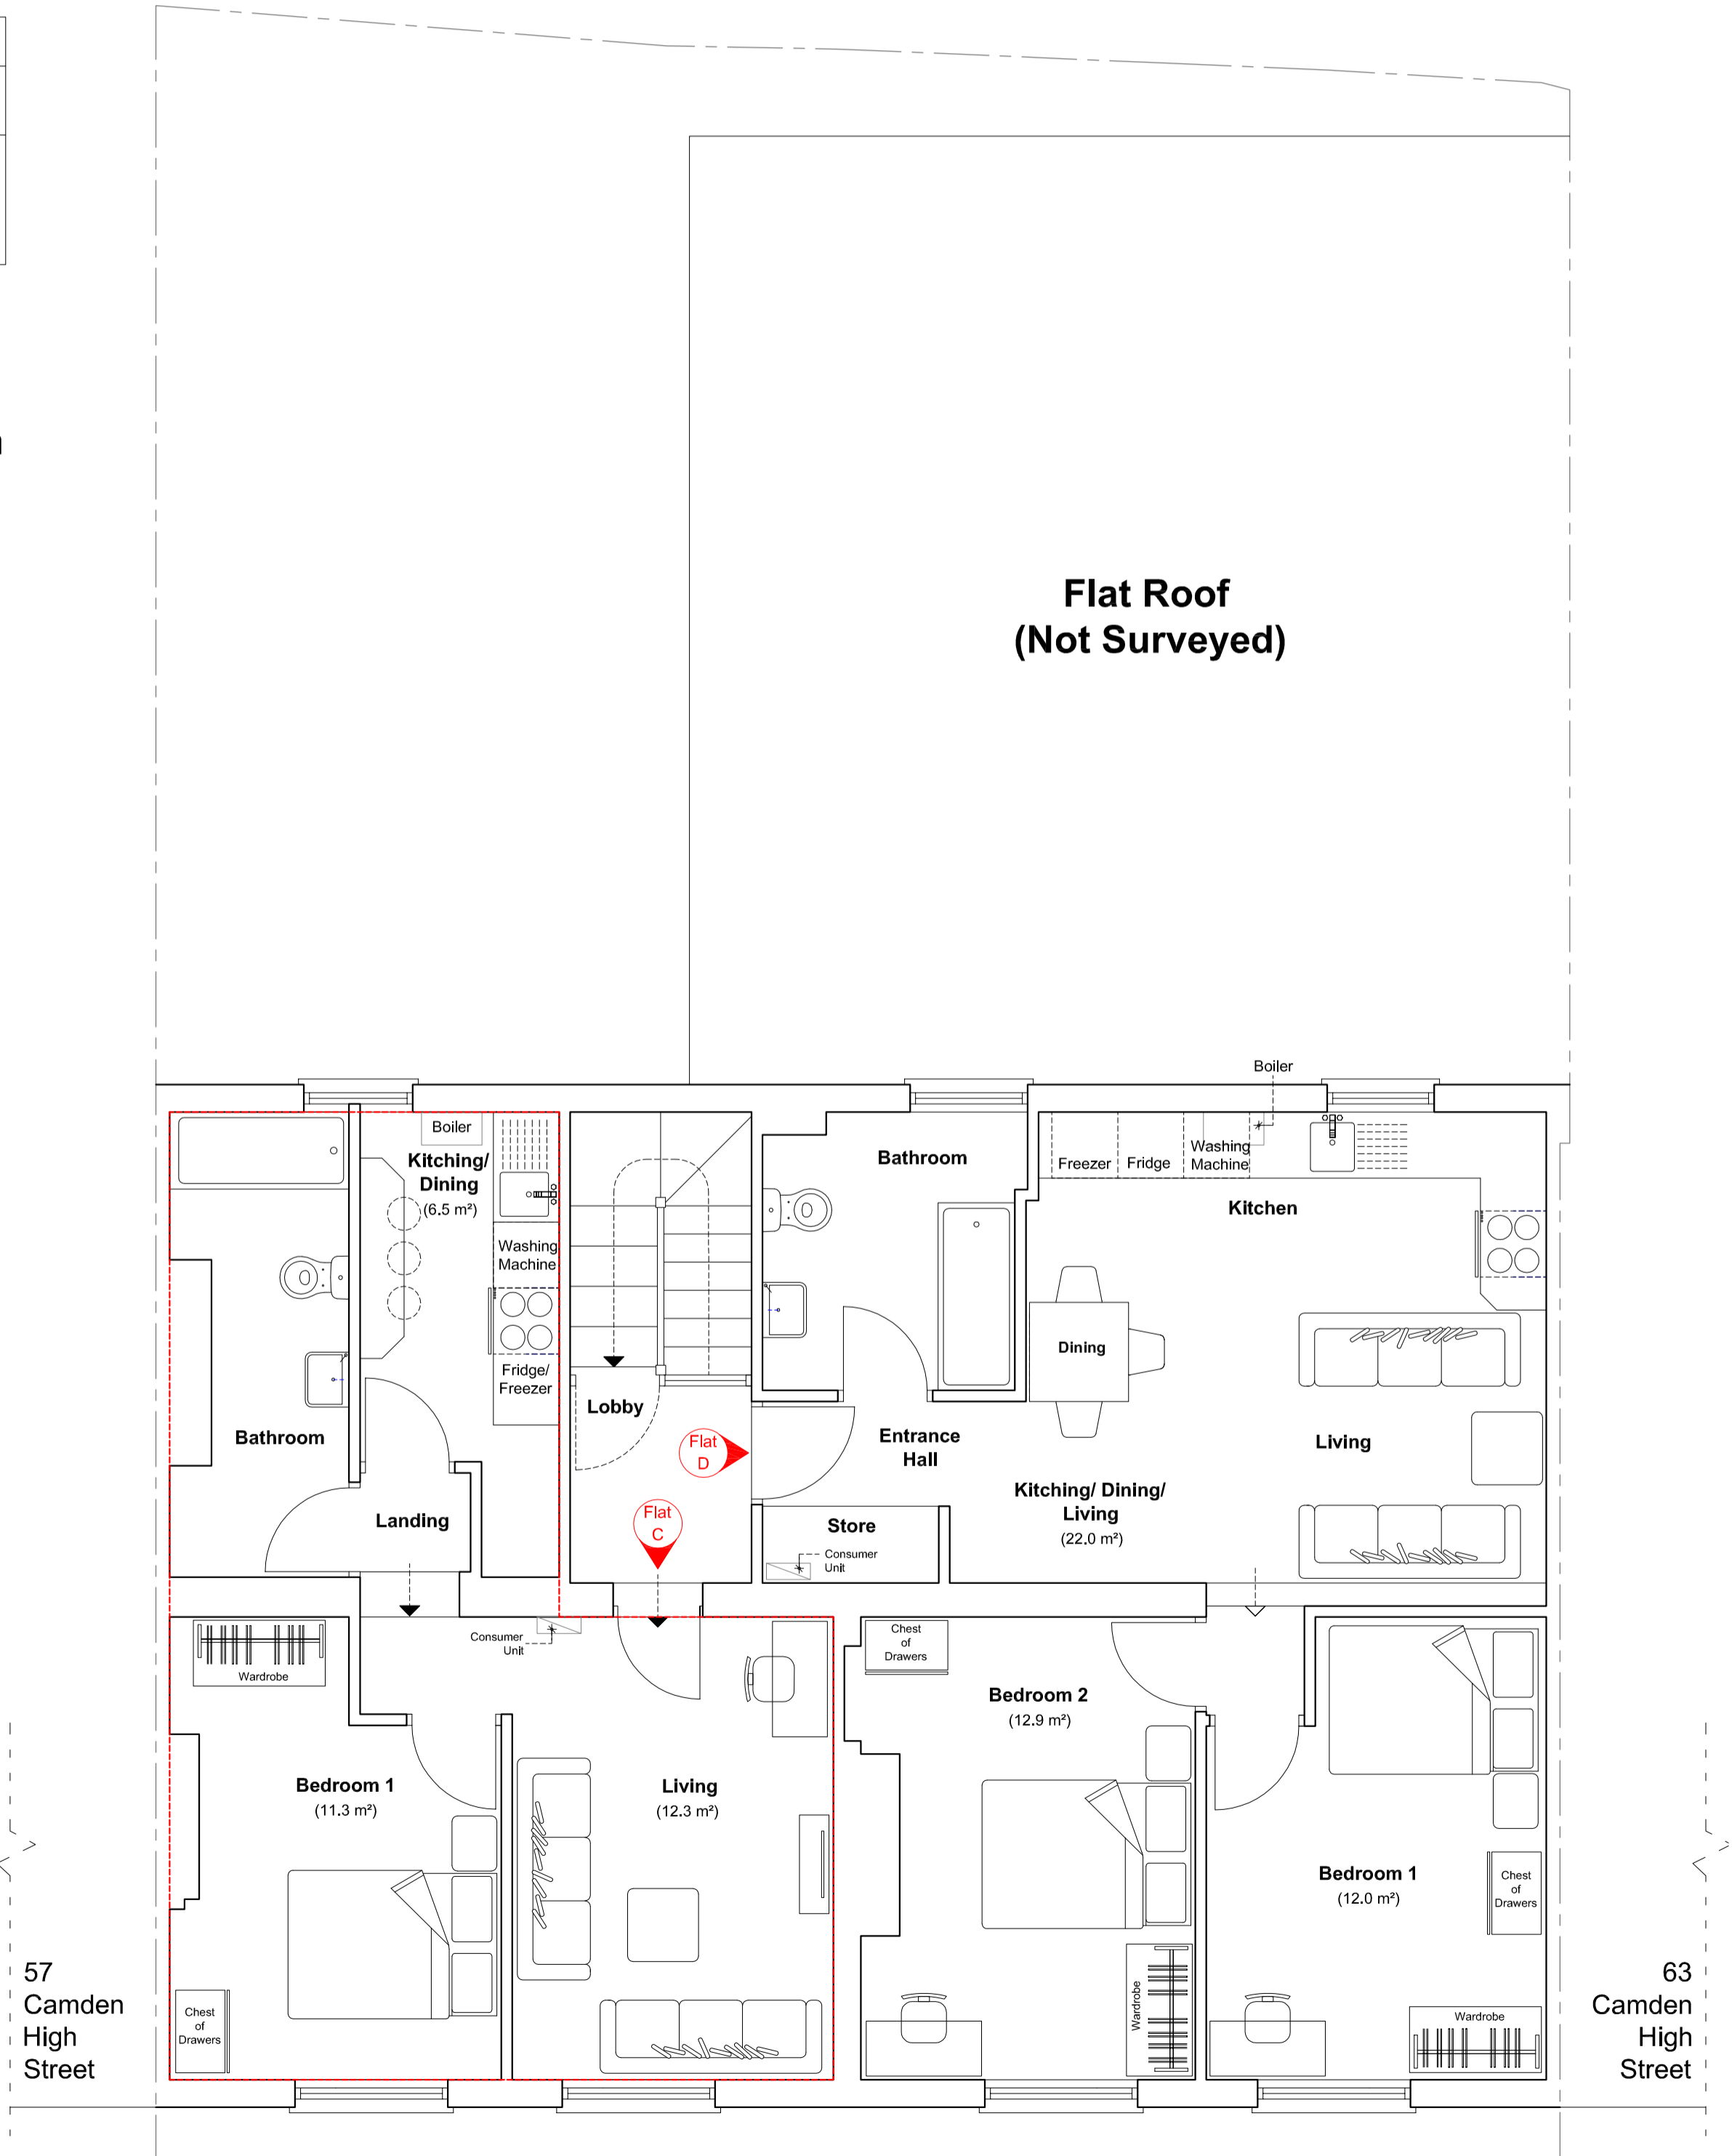 Flat Roof
(Not Surveyed)
Boiler
Boiler
Kitching/
Dining
(6.5 m²)
Washing
Machine
Fridge/
Freezer
Bathroom
Landing
Lobby
Flat
D
Flat
C
Bathroom
Entrance
Hall
Store
Consumer
Unit
Freezer
Fridge
Washing
Machine
Kitchen
Dining
Living
Kitching/ Dining/
Living
(22.0 m²)
Wardrobe
Consumer
Unit
Bedroom 1
(11.3 m²)
Chest
of
Drawers
Living
(12.3 m²)
Chest
of
Drawers
Bedroom 2
(12.9 m²)
Wardrobe
Bedroom 1
(12.0 m²)
Chest
of
Drawers
Wardrobe
57
Camden
High
Street
63
Camden
High
Street